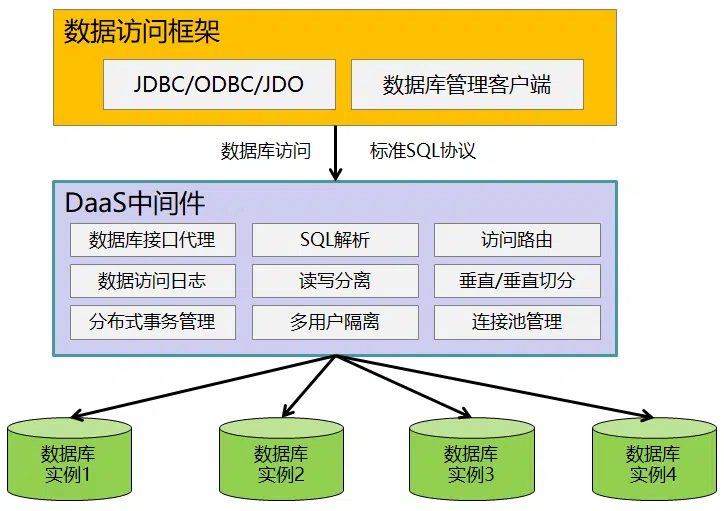 数据访问框架
JDBC/ODBC/JDO
数据库管理客户端
数据库访问
标准SQL协议
DaaS中间件
数据库接口代理
SQL解析
访问路由
数据访问日志
读写分离
垂直/垂直切分
分布式事务管理
多用户隔离
连接池管理
数据库
实例1
数据库
实例2
数据库
实例3
数据库
实例4